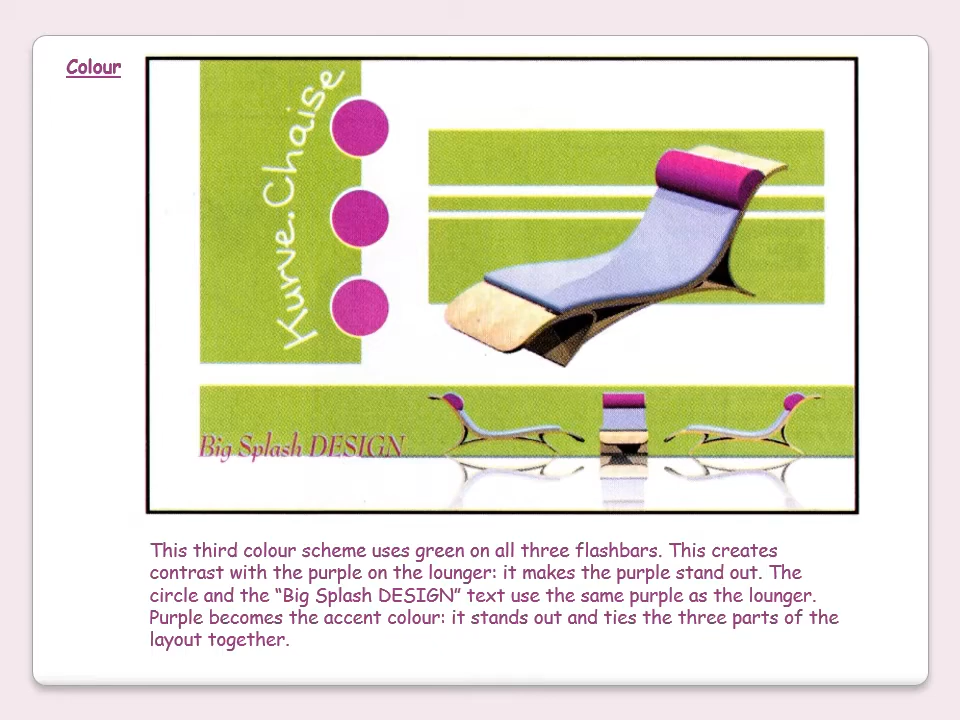 Colour
Kurve.Chaise
Big Splash DESIGN
This third colour scheme uses green on all three flashbars. This creates
contrast with the purple on the lounger: it makes the purple stand out. The
circle and the “Big Splash DESIGN” text use the same purple as the lounger.
Purple becomes the accent colour: it stands out and ties the three parts of the
layout together.